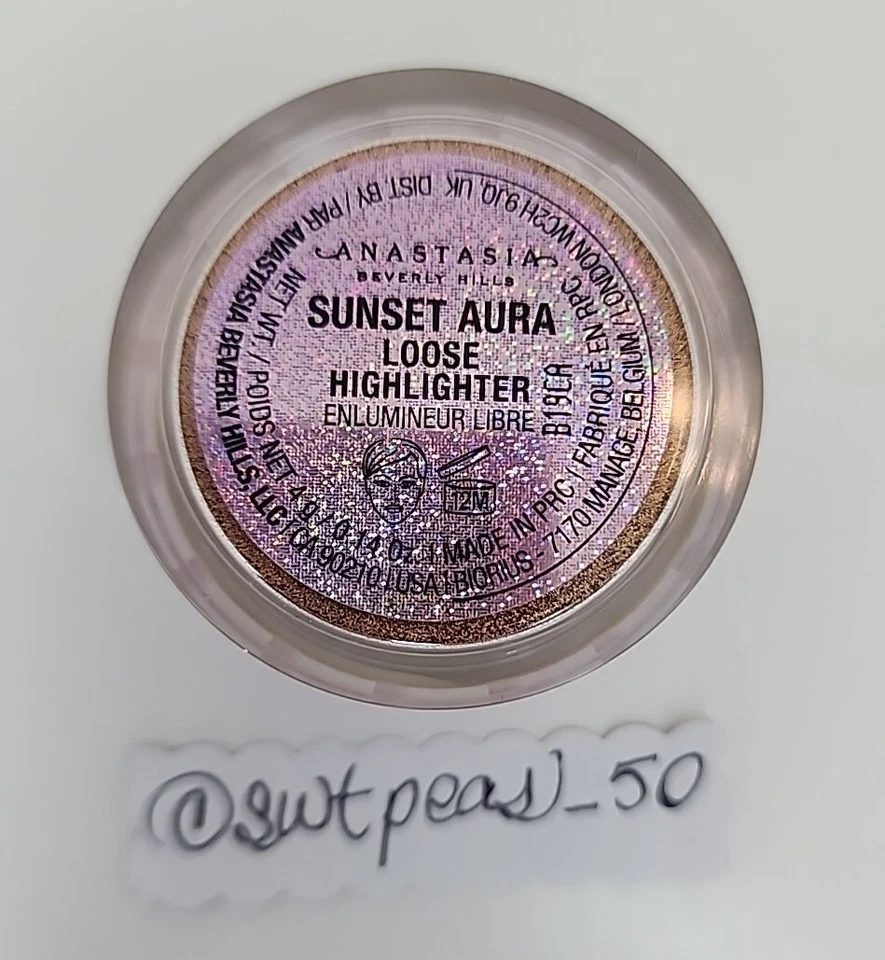 ANASTASIA
BEVERLY HILLS
SUNSET AURA
LOOSE
HIGHLIGHTER
ENLUMINEUR LIBRE
B19CA
12M
NET WT. / POIDS NET 4 g / 0.14 Oz. | MADE IN PRC / FABRIQUÉ EN RPC
DIST. BY / PAR ANASTASIA BEVERLY HILLS, LLC / CA 90210 | USA | BIORIUS - 7170 MANAGE, BELGIUM / LONDON WC2H 9JQ, UK
@swtpeas_50